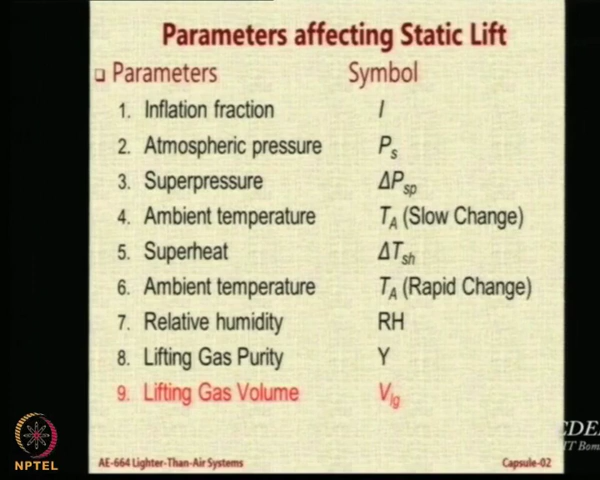 Parameters affecting Static Lift
Parameters Symbol
1. Inflation fraction I
2. Atmospheric pressure Ps
3. Superpressure ΔPsp
4. Ambient temperature TA (Slow Change)
5. Superheat ΔTsh
6. Ambient temperature TA (Rapid Change)
7. Relative humidity RH
8. Lifting Gas Purity Y
9. Lifting Gas Volume Vlg
NPTEL
AE-664 Lighter-Than-Air Systems Capsule-02